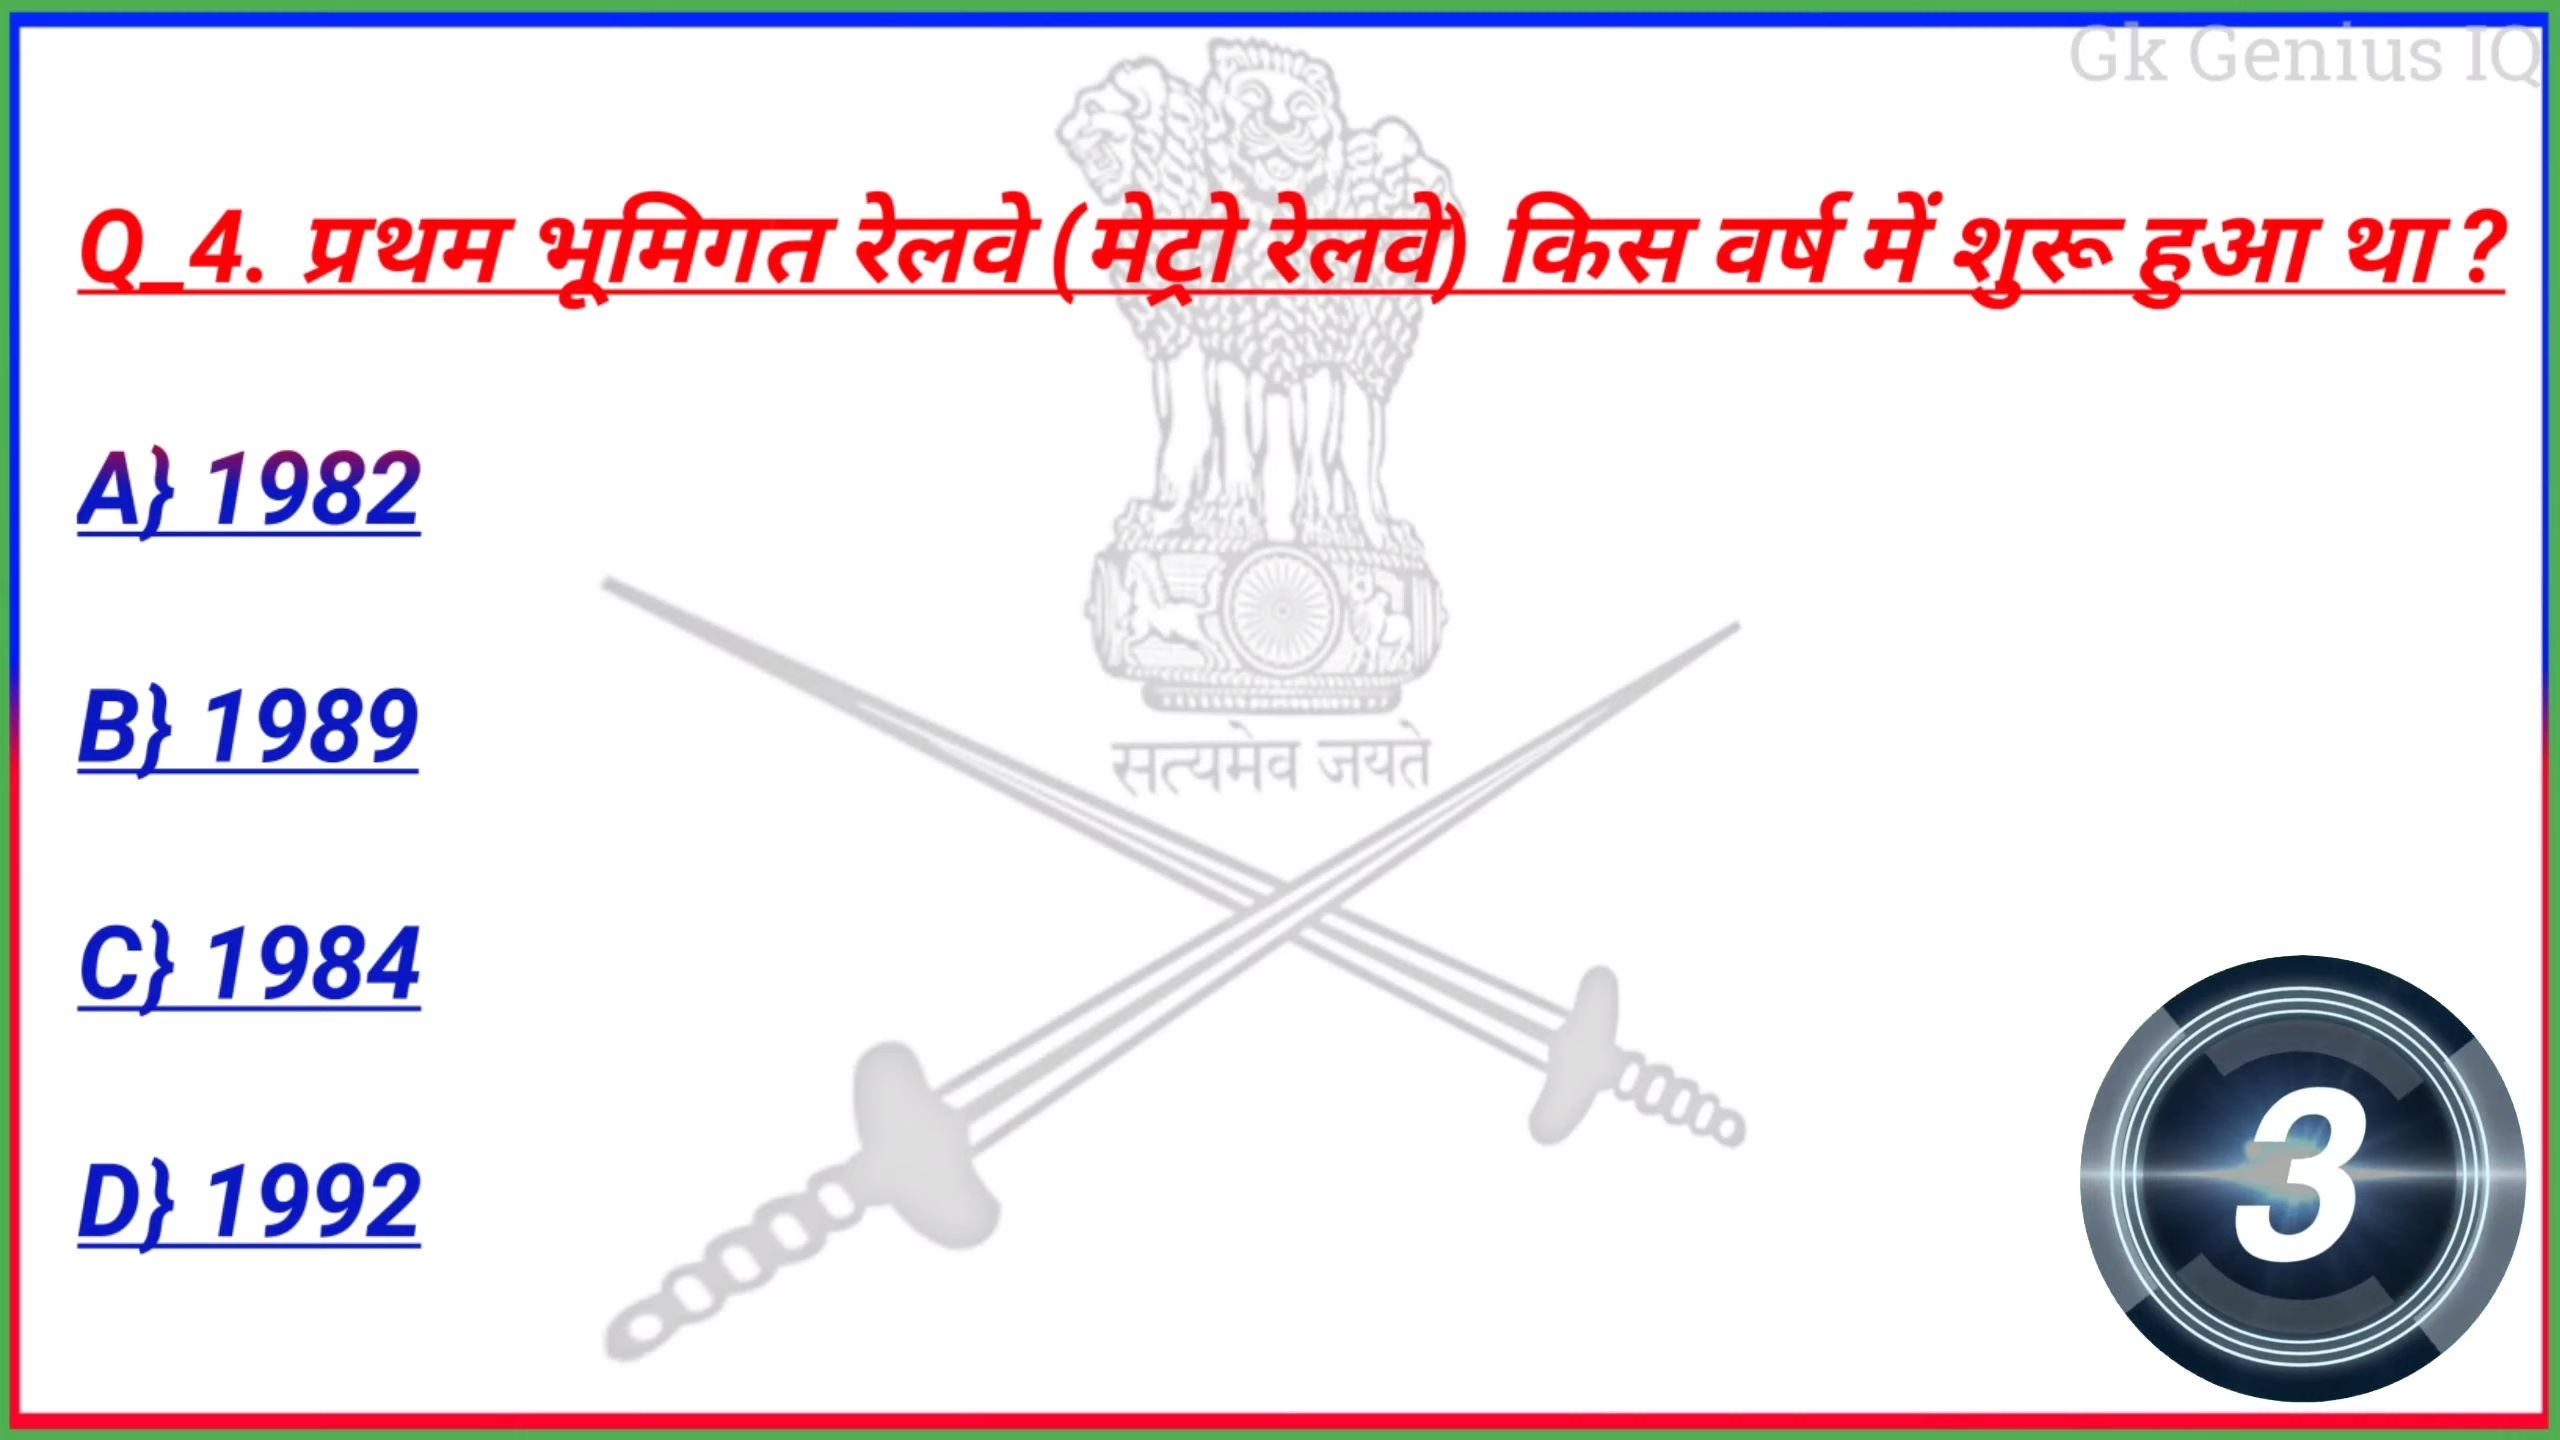 Gk Genius IQ
Q_4. प्रथम भूमिगत रेलवे (मेट्रो रेलवे) किस वर्ष में शुरू हुआ था ?
A} 1982
B} 1989
सत्यमेव जयते
C} 1984
D} 1992
3